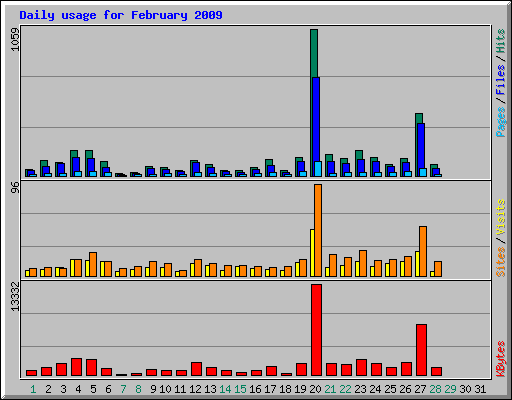 Daily usage for February 2009
1059
Pages / Files / Hits
96
Sites / Visits
13332
KBytes
1 2 3 4 5 6 7 8 9 10 11 12 13 14 15 16 17 18 19 20 21 22 23 24 25 26 27 28 29 30 31